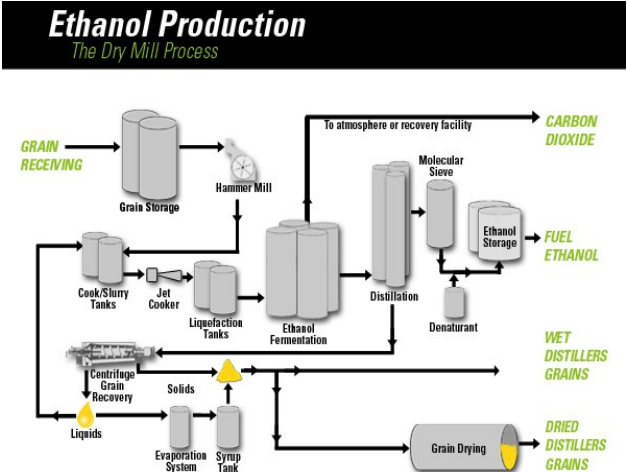 Ethanol Production
The Dry Mill Process
GRAIN
RECEIVING
Grain Storage
Hammer Mill
To atmosphere or recovery facility
CARBON
DIOXIDE
Molecular
Sieve
Ethanol
Storage
FUEL
ETHANOL
Cook/Slurry
Tanks
Jet
Cooker
Liquefaction
Tanks
Ethanol
Fermentation
Distillation
Denaturant
WET
DISTILLERS
GRAINS
Centrifuge
Grain
Recovery
Solids
Liquids
Evaporation
System
Syrup
Tank
Grain Drying
DRIED
DISTILLERS
GRAINS